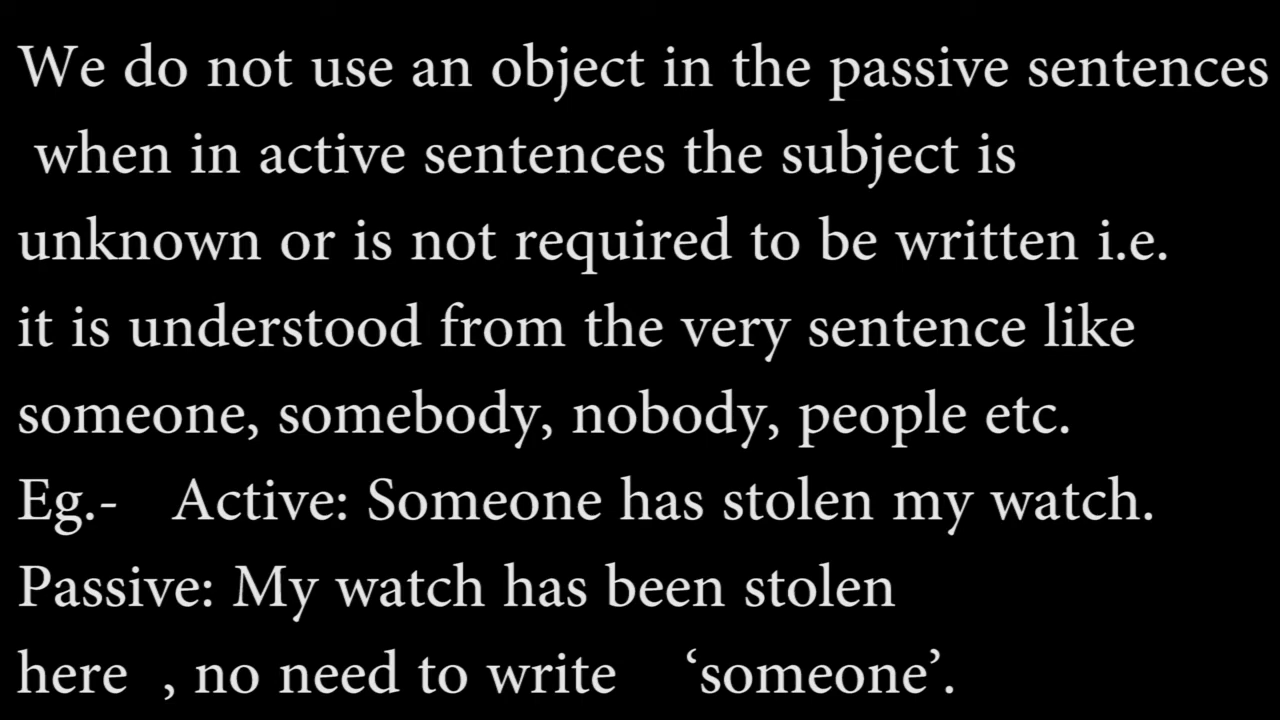 We do not use an object in the passive sentences
when in active sentences the subject is
unknown or is not required to be written i.e.
it is understood from the very sentence like
someone, somebody, nobody, people etc.
Eg.- Active: Someone has stolen my watch.
Passive: My watch has been stolen
here , no need to write ‘someone’.